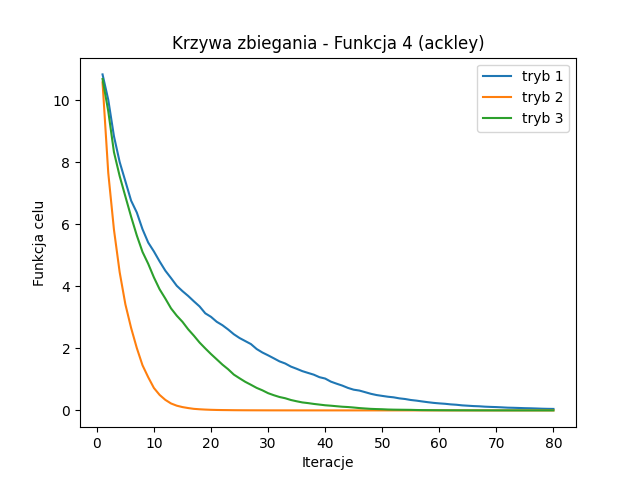 Krzywa zbiegania - Funkcja 4 (ackley)
tryb 1
tryb 2
tryb 3
Funkcja celu
10
8
6
4
2
0
0 10 20 30 40 50 60 70 80
Iteracje